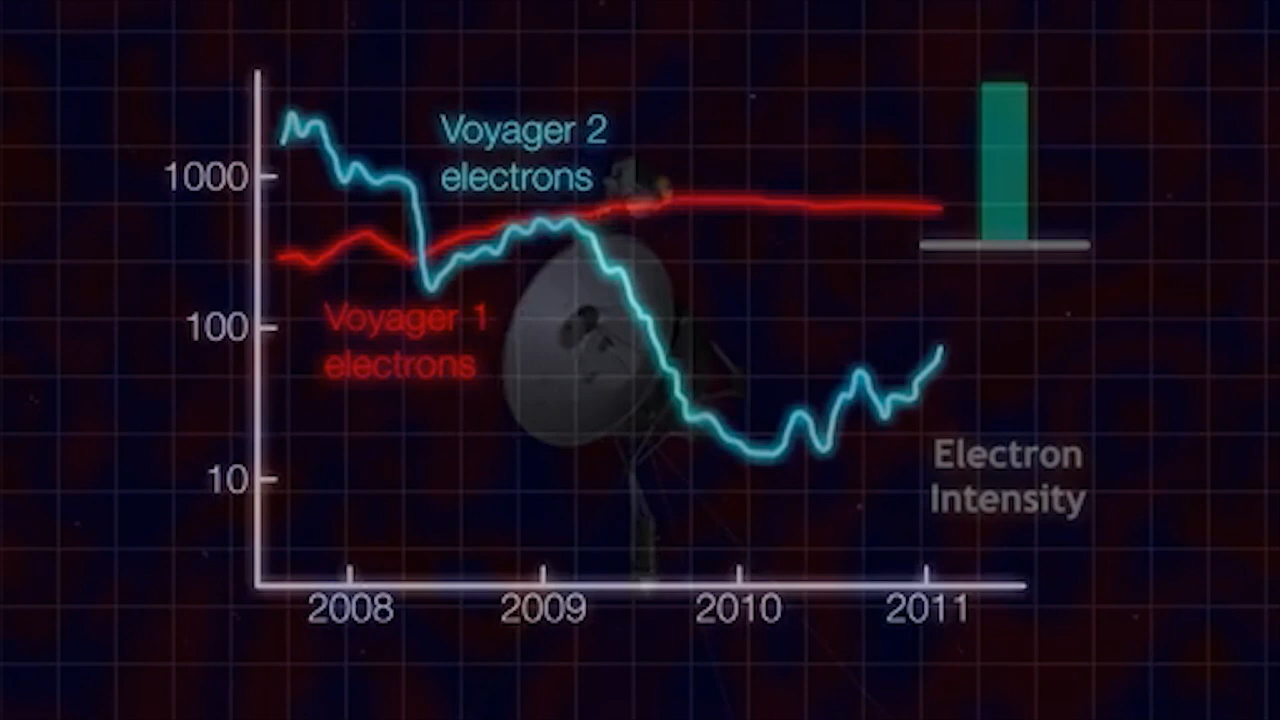 Voyager 2
electrons
1000
Voyager 1
electrons
100
10
Electron
Intensity
2008
2009
2010
2011